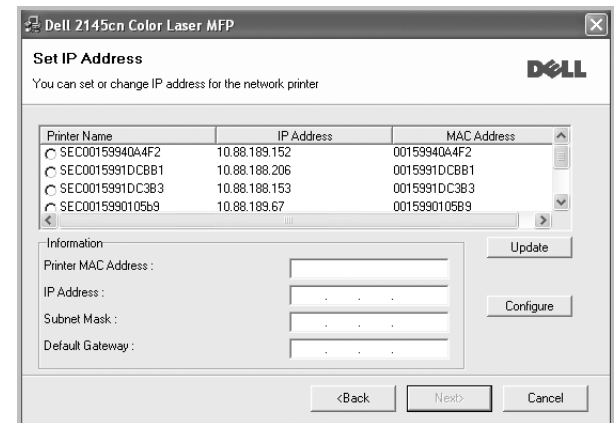 Dell 2145cn Color Laser MFP
Set IP Address
You can set or change IP address for the network printer
DELL
Printer Name IP Address MAC Address
SEC00159940A4F2 10.88.189.152 00159940A4F2
SEC0015991DCBB1 10.88.188.206 0015991DCBB1
SEC0015991DC3B3 10.88.188.153 0015991DC3B3
SEC0015990105b9 10.88.189.67 0015990105B9
Information
Update
Printer MAC Address :
IP Address :
Configure
Subnet Mask :
Default Gateway :
<Back Next> Cancel